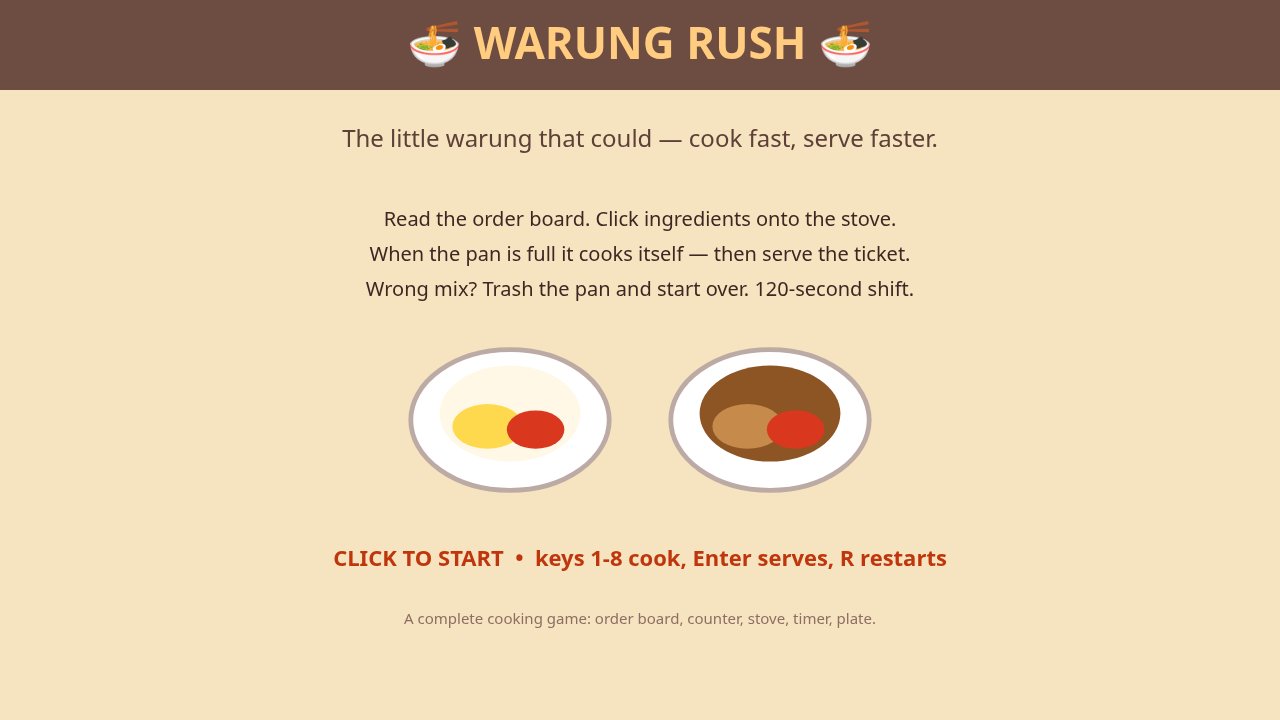 🍜 WARUNG RUSH 🍜
The little warung that could — cook fast, serve faster.
Read the order board. Click ingredients onto the stove.
When the pan is full it cooks itself — then serve the ticket.
Wrong mix? Trash the pan and start over. 120-second shift.
CLICK TO START • keys 1-8 cook, Enter serves, R restarts
A complete cooking game: order board, counter, stove, timer, plate.